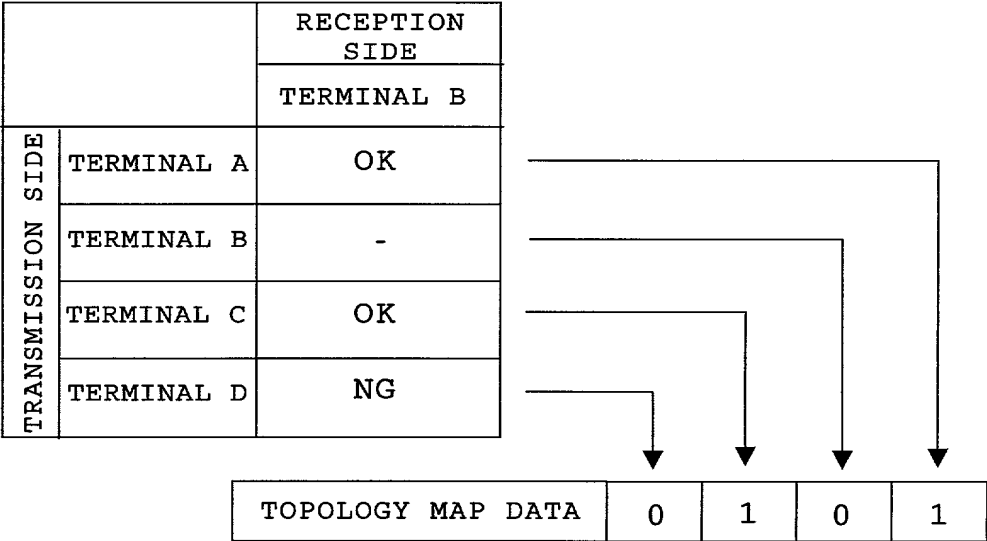 RECEPTION
SIDE
TERMINAL B
TRANSMISSION SIDE
TERMINAL A OK
TERMINAL B -
TERMINAL C OK
TERMINAL D NG
TOPOLOGY MAP DATA 0 1 0 1